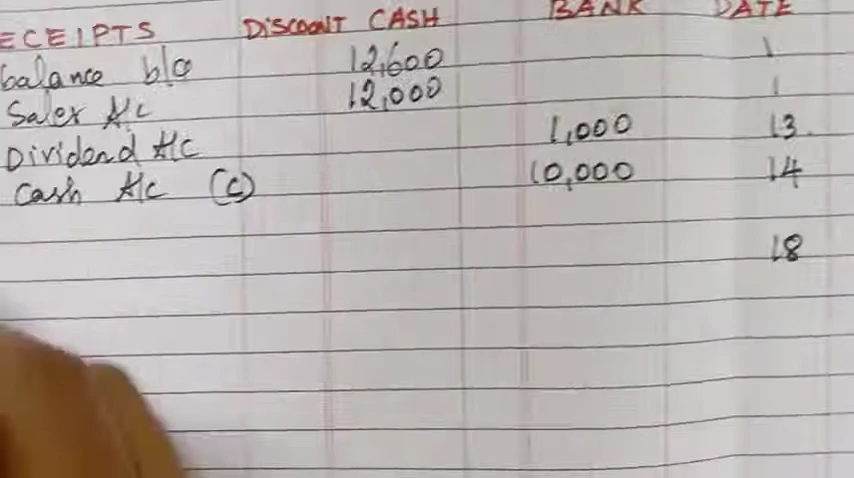 ECEIPTS DISCOUNT CASH BANK DATE
balance b/d 12,600 1
Sales A/c 12,000 1
Dividend A/c 1,000 13
Cash A/c (C) 10,000 14
18